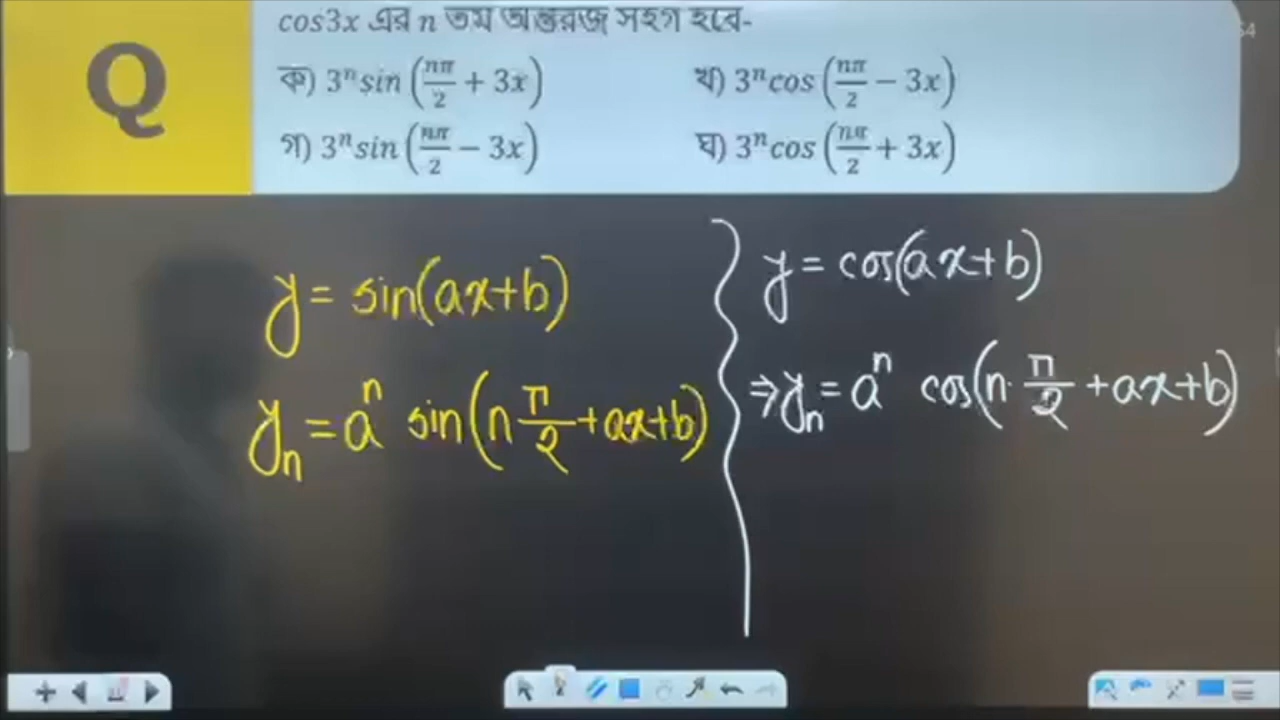 Q
cos3x এর n তম অন্তরজ সহগ হবে-
ক) 3ⁿsin (nπ/2 + 3x)
খ) 3ⁿcos (nπ/2 − 3x)
গ) 3ⁿsin (nπ/2 − 3x)
ঘ) 3ⁿcos (nπ/2 + 3x)
y = sin(ax+b)
yₙ = aⁿ sin(n π/2 +ax+b)
y = cos(ax+b)
⇒yₙ = aⁿ cos(n· π/2 +ax+b)